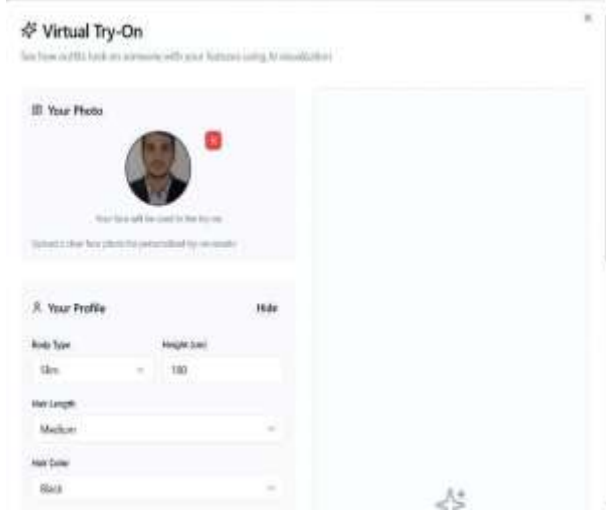 Virtual Try-On
See how outfits look on someone with your features using AI visualization
Your Photo
Your face will be used in the try-on
Upload a clear face photo for personalized try-on results
Your Profile
Hide
Body Type
Height (cm)
Slim
180
Hair Length
Medium
Hair Color
Black